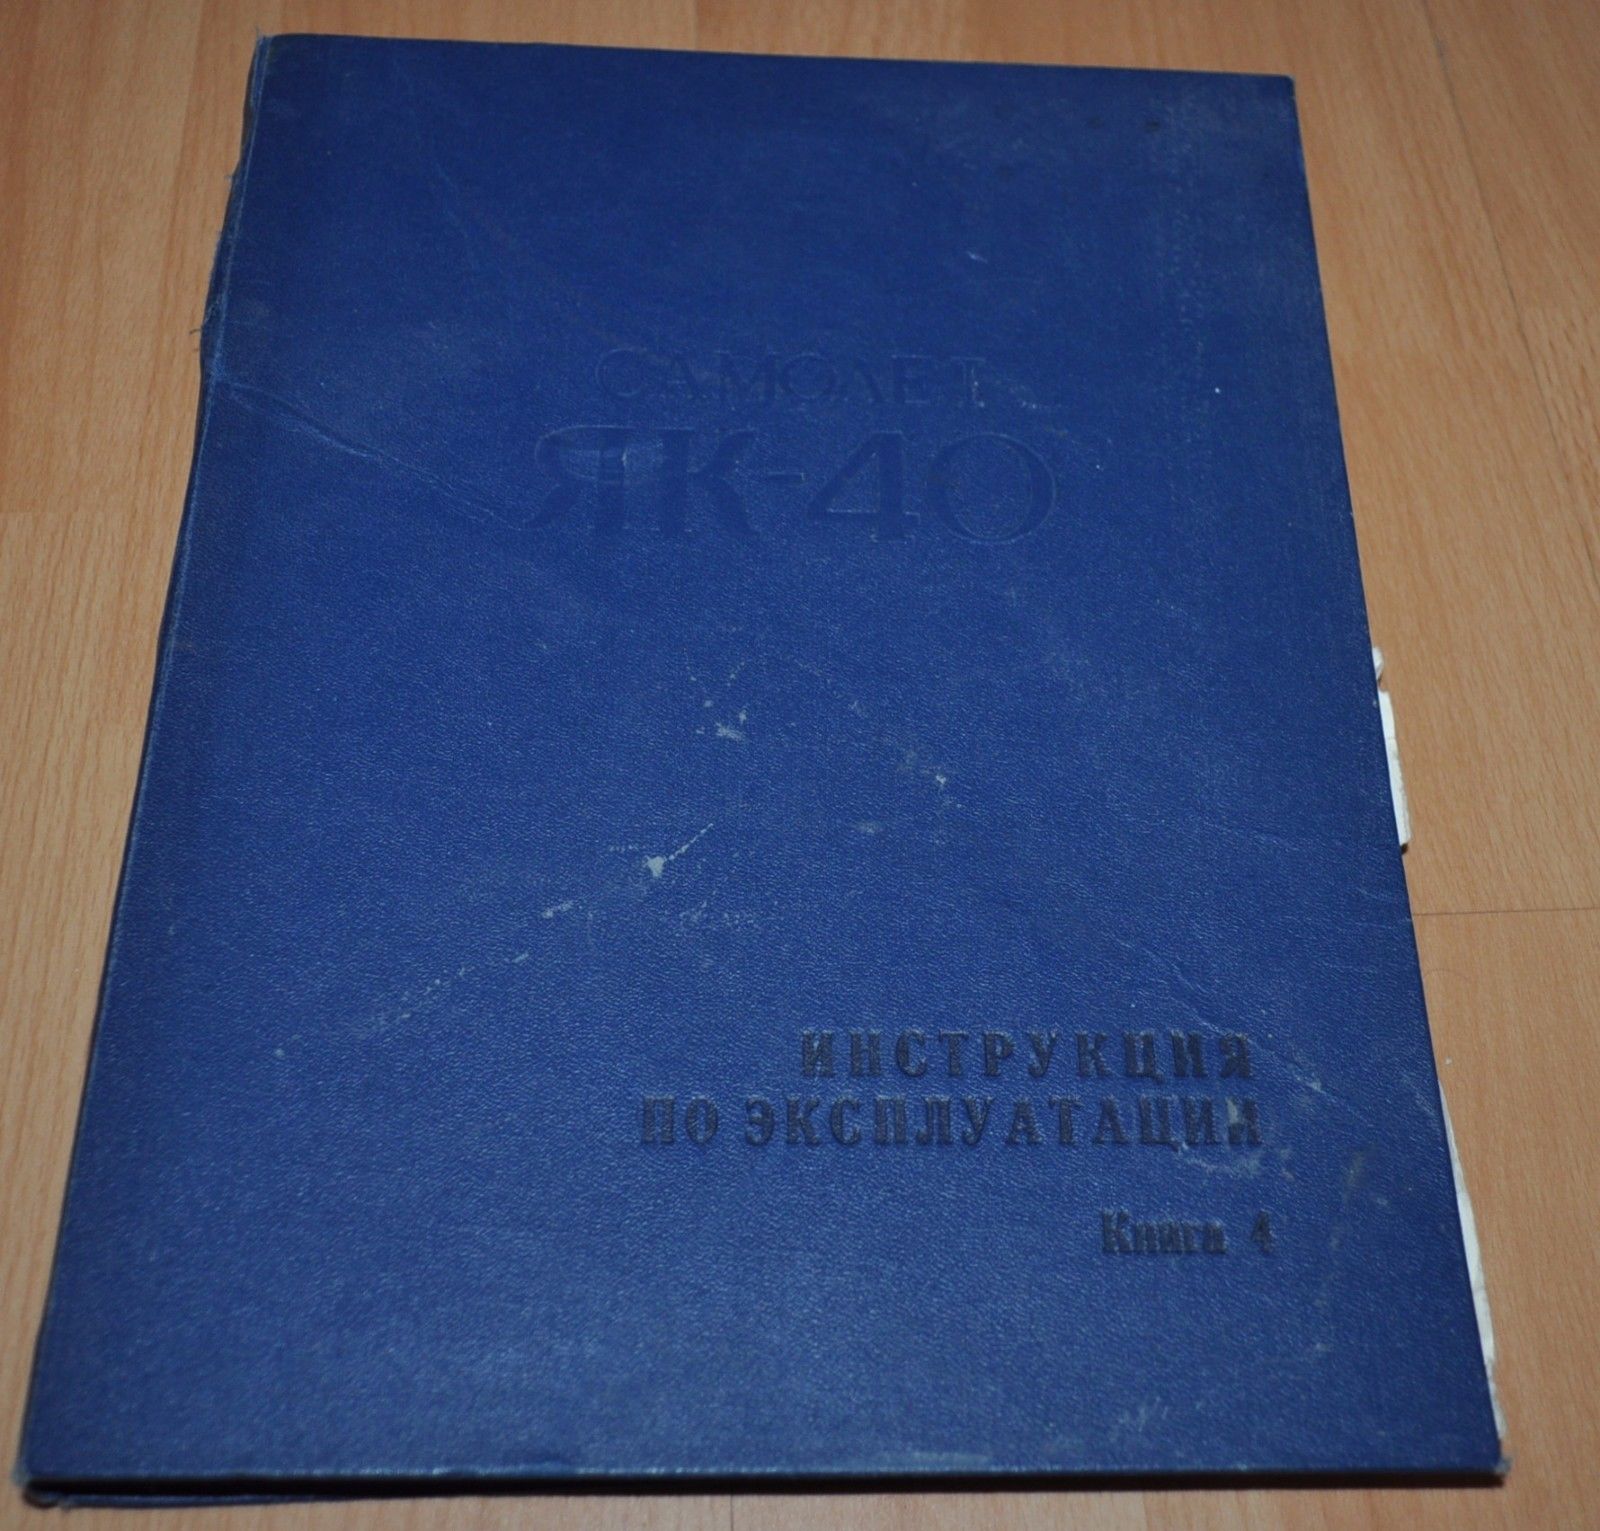 САМОЛЕТ
ЯК-40
ИНСТРУКЦИЯ
ПО ЭКСПЛУАТАЦИИ
Книга 4